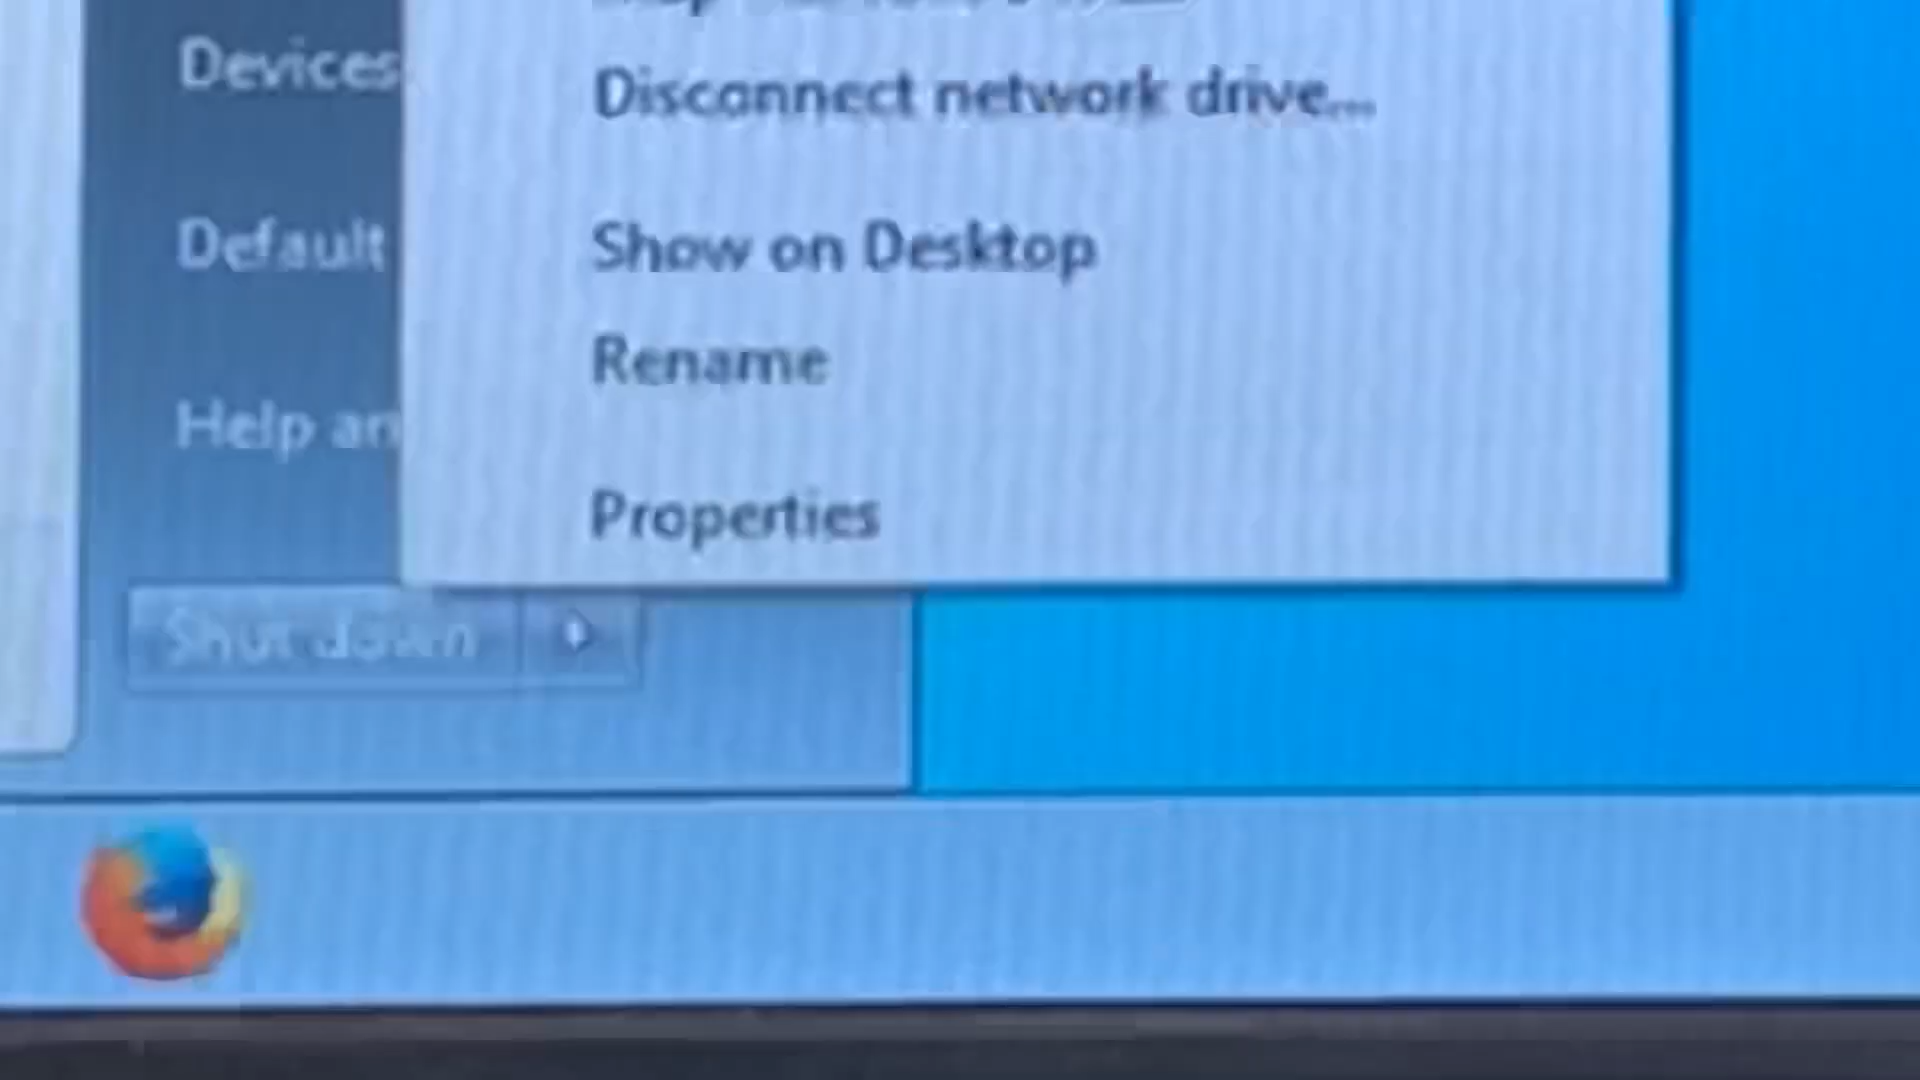 Devices
Disconnect network drive...
Default
Show on Desktop
Rename
Help an
Properties
Shut down